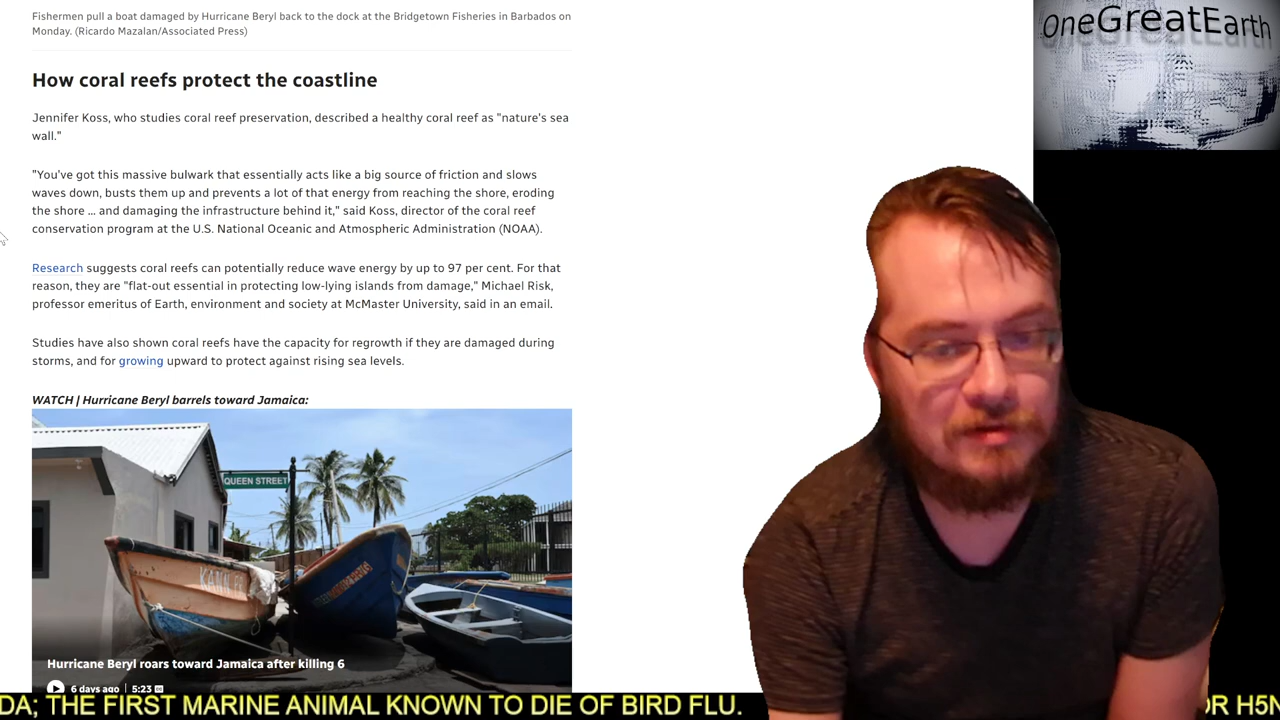 Fishermen pull a boat damaged by Hurricane Beryl back to the dock at the Bridgetown Fisheries in Barbados on
Monday. (Ricardo Mazalan/Associated Press)
OneGreatEarth
How coral reefs protect the coastline
Jennifer Koss, who studies coral reef preservation, described a healthy coral reef as "nature's sea
wall."
"You've got this massive bulwark that essentially acts like a big source of friction and slows
waves down, busts them up and prevents a lot of that energy from reaching the shore, eroding
the shore ... and damaging the infrastructure behind it," said Koss, director of the coral reef
conservation program at the U.S. National Oceanic and Atmospheric Administration (NOAA).
Research suggests coral reefs can potentially reduce wave energy by up to 97 per cent. For that
reason, they are "flat-out essential in protecting low-lying islands from damage," Michael Risk,
professor emeritus of Earth, environment and society at McMaster University, said in an email.
Studies have also shown coral reefs have the capacity for regrowth if they are damaged during
storms, and for growing upward to protect against rising sea levels.
WATCH | Hurricane Beryl barrels toward Jamaica:
QUEEN STREET
Hurricane Beryl roars toward Jamaica after killing 6
6 days ago | 5:23
DA; THE FIRST MARINE ANIMAL KNOWN TO DIE OF BIRD FLU. OR H5N